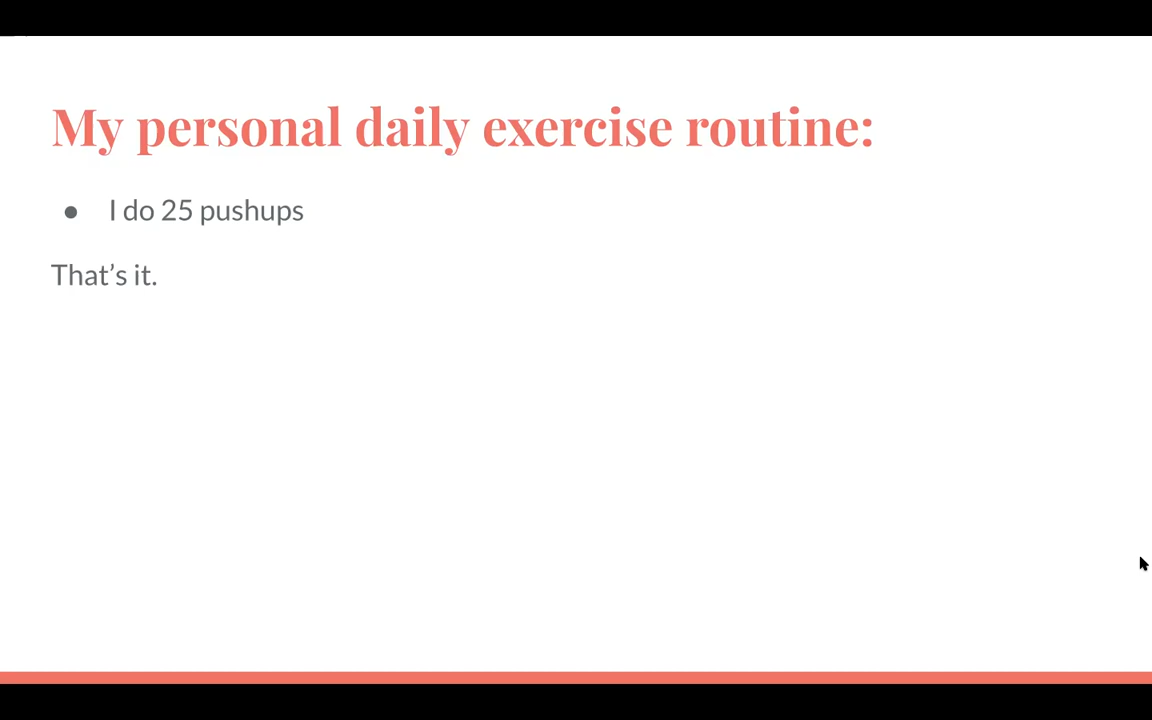 My personal daily exercise routine:
● I do 25 pushups
That’s it.